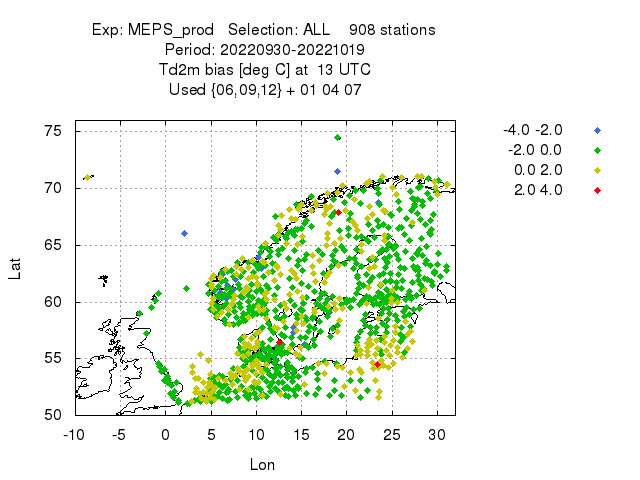 Exp: MEPS_prod   Selection: ALL    908 stations
Period: 20220930-20221019
Td2m bias [deg C] at  13 UTC
Used {06,09,12} + 01 04 07
-4.0 -2.0
-2.0 0.0
0.0 2.0
2.0 4.0
75
70
65
60
55
50
Lat
-10 -5 0 5 10 15 20 25 30
Lon